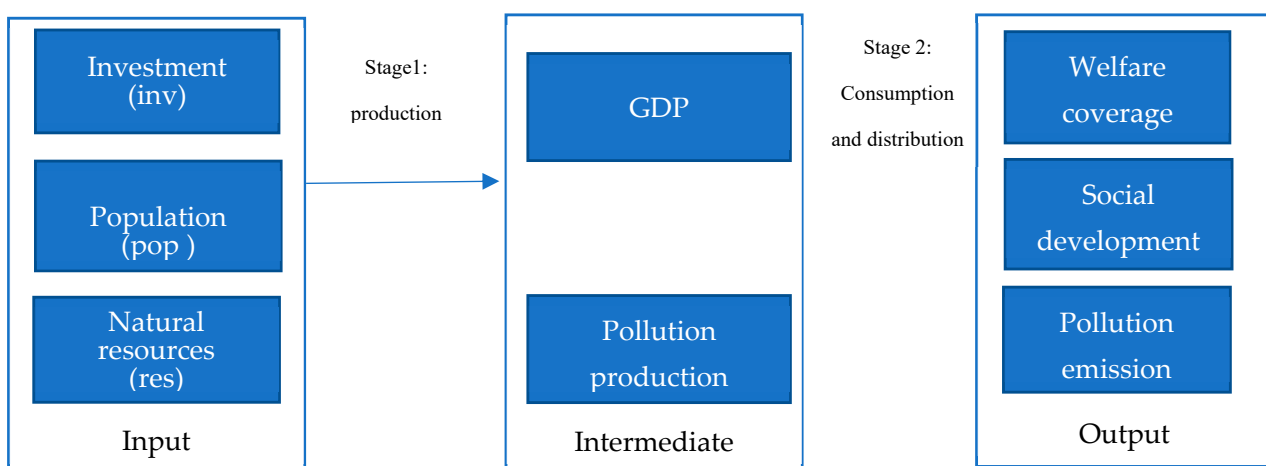 Investment
(inv)
Population
(pop )
Natural
resources
(res)
Input
Stage1:
production
GDP
Pollution
production
Intermediate
Stage 2:
Consumption
and distribution
Welfare
coverage
Social
development
Pollution
emission
Output